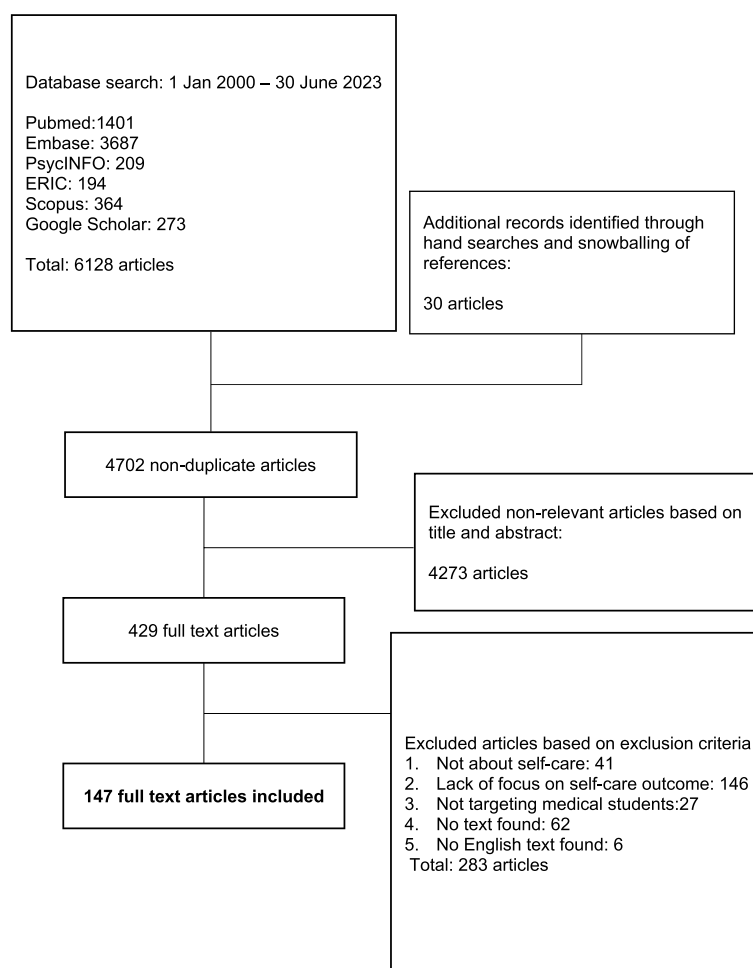 Database search: 1 Jan 2000 – 30 June 2023
Pubmed:1401
Embase: 3687
PsycINFO: 209
ERIC: 194
Scopus: 364
Google Scholar: 273
Total: 6128 articles
Additional records identified through
hand searches and snowballing of
references:
30 articles
4702 non-duplicate articles
Excluded non-relevant articles based on
title and abstract:
4273 articles
429 full text articles
Excluded articles based on exclusion criteria
1. Not about self-care: 41
2. Lack of focus on self-care outcome: 146
3. Not targeting medical students:27
4. No text found: 62
5. No English text found: 6
Total: 283 articles
147 full text articles included